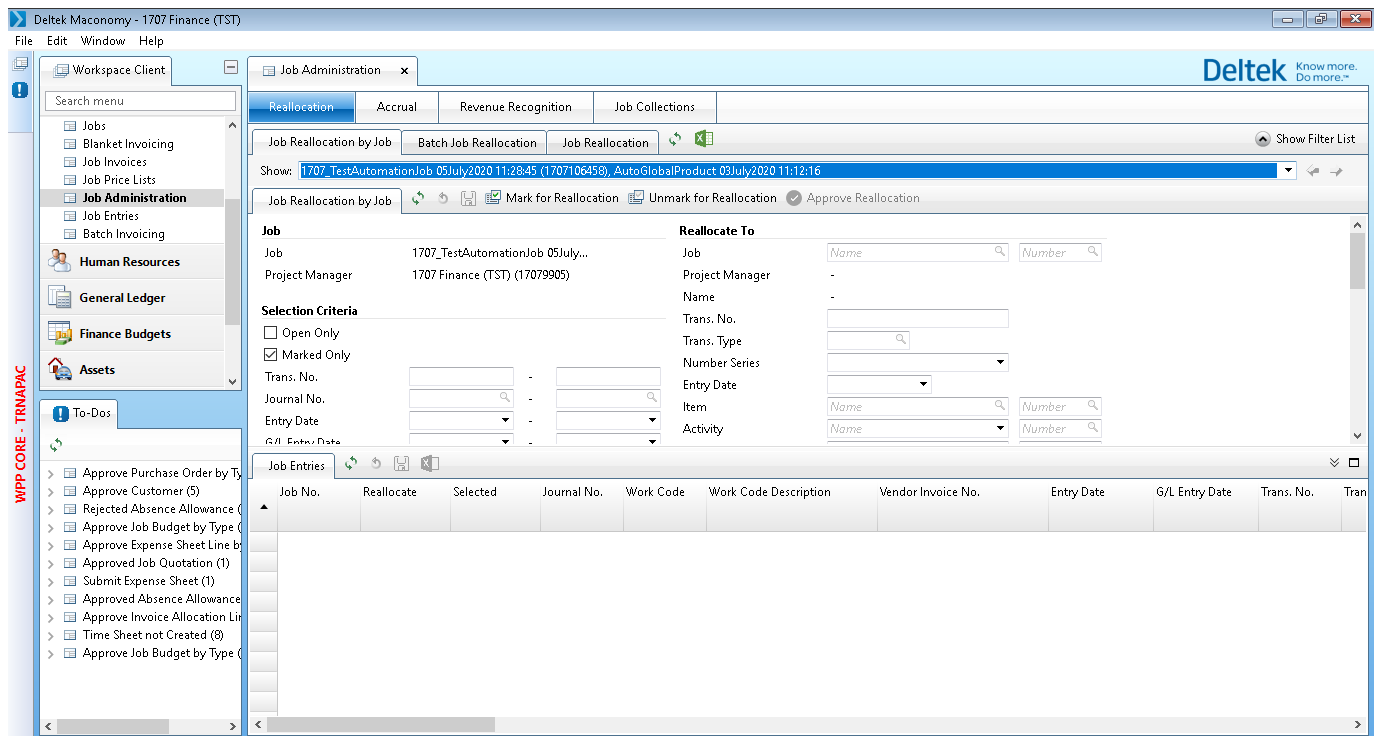 Deltek Maconomy - 1707 Finance (TST)
File Edit Window Help
Workspace Client
Search menu
Jobs
Blanket Invoicing
Job Invoices
Job Price Lists
Job Administration
Job Entries
Batch Invoicing
Human Resources
General Ledger
Finance Budgets
Assets
WPP CORE - TRNAPAC
To-Dos
Approve Purchase Order by Ty
Approve Customer (5)
Rejected Absence Allowance (
Approve Job Budget by Type (
Approve Expense Sheet Line by
Approved Job Quotation (1)
Submit Expense Sheet (1)
Approved Absence Allowance
Approve Invoice Allocation Lin
Time Sheet not Created (8)
Approve Job Budget by Type (
Job Administration
Deltek Know more. Do more.™
Reallocation Accrual Revenue Recognition Job Collections
Job Reallocation by Job Batch Job Reallocation Job Reallocation Show Filter List
Show: 1707_TestAutomationJob 05July2020 11:28:45 (1707106458), AutoGlobalProduct 03July2020 11:12:16
Job Reallocation by Job Mark for Reallocation Unmark for Reallocation Approve Reallocation
Job
Job 1707_TestAutomationJob 05July...
Project Manager 1707 Finance (TST) (17079905)
Selection Criteria
Open Only
Marked Only
Trans. No. -
Journal No. -
Entry Date -
G/L Entry Date -
Reallocate To
Job Name Number
Project Manager -
Name -
Trans. No.
Trans. Type
Number Series
Entry Date
Item Name Number
Activity Name Number
Job Entries
Job No. Reallocate Selected Journal No. Work Code Work Code Description Vendor Invoice No. Entry Date G/L Entry Date Trans. No. Tran